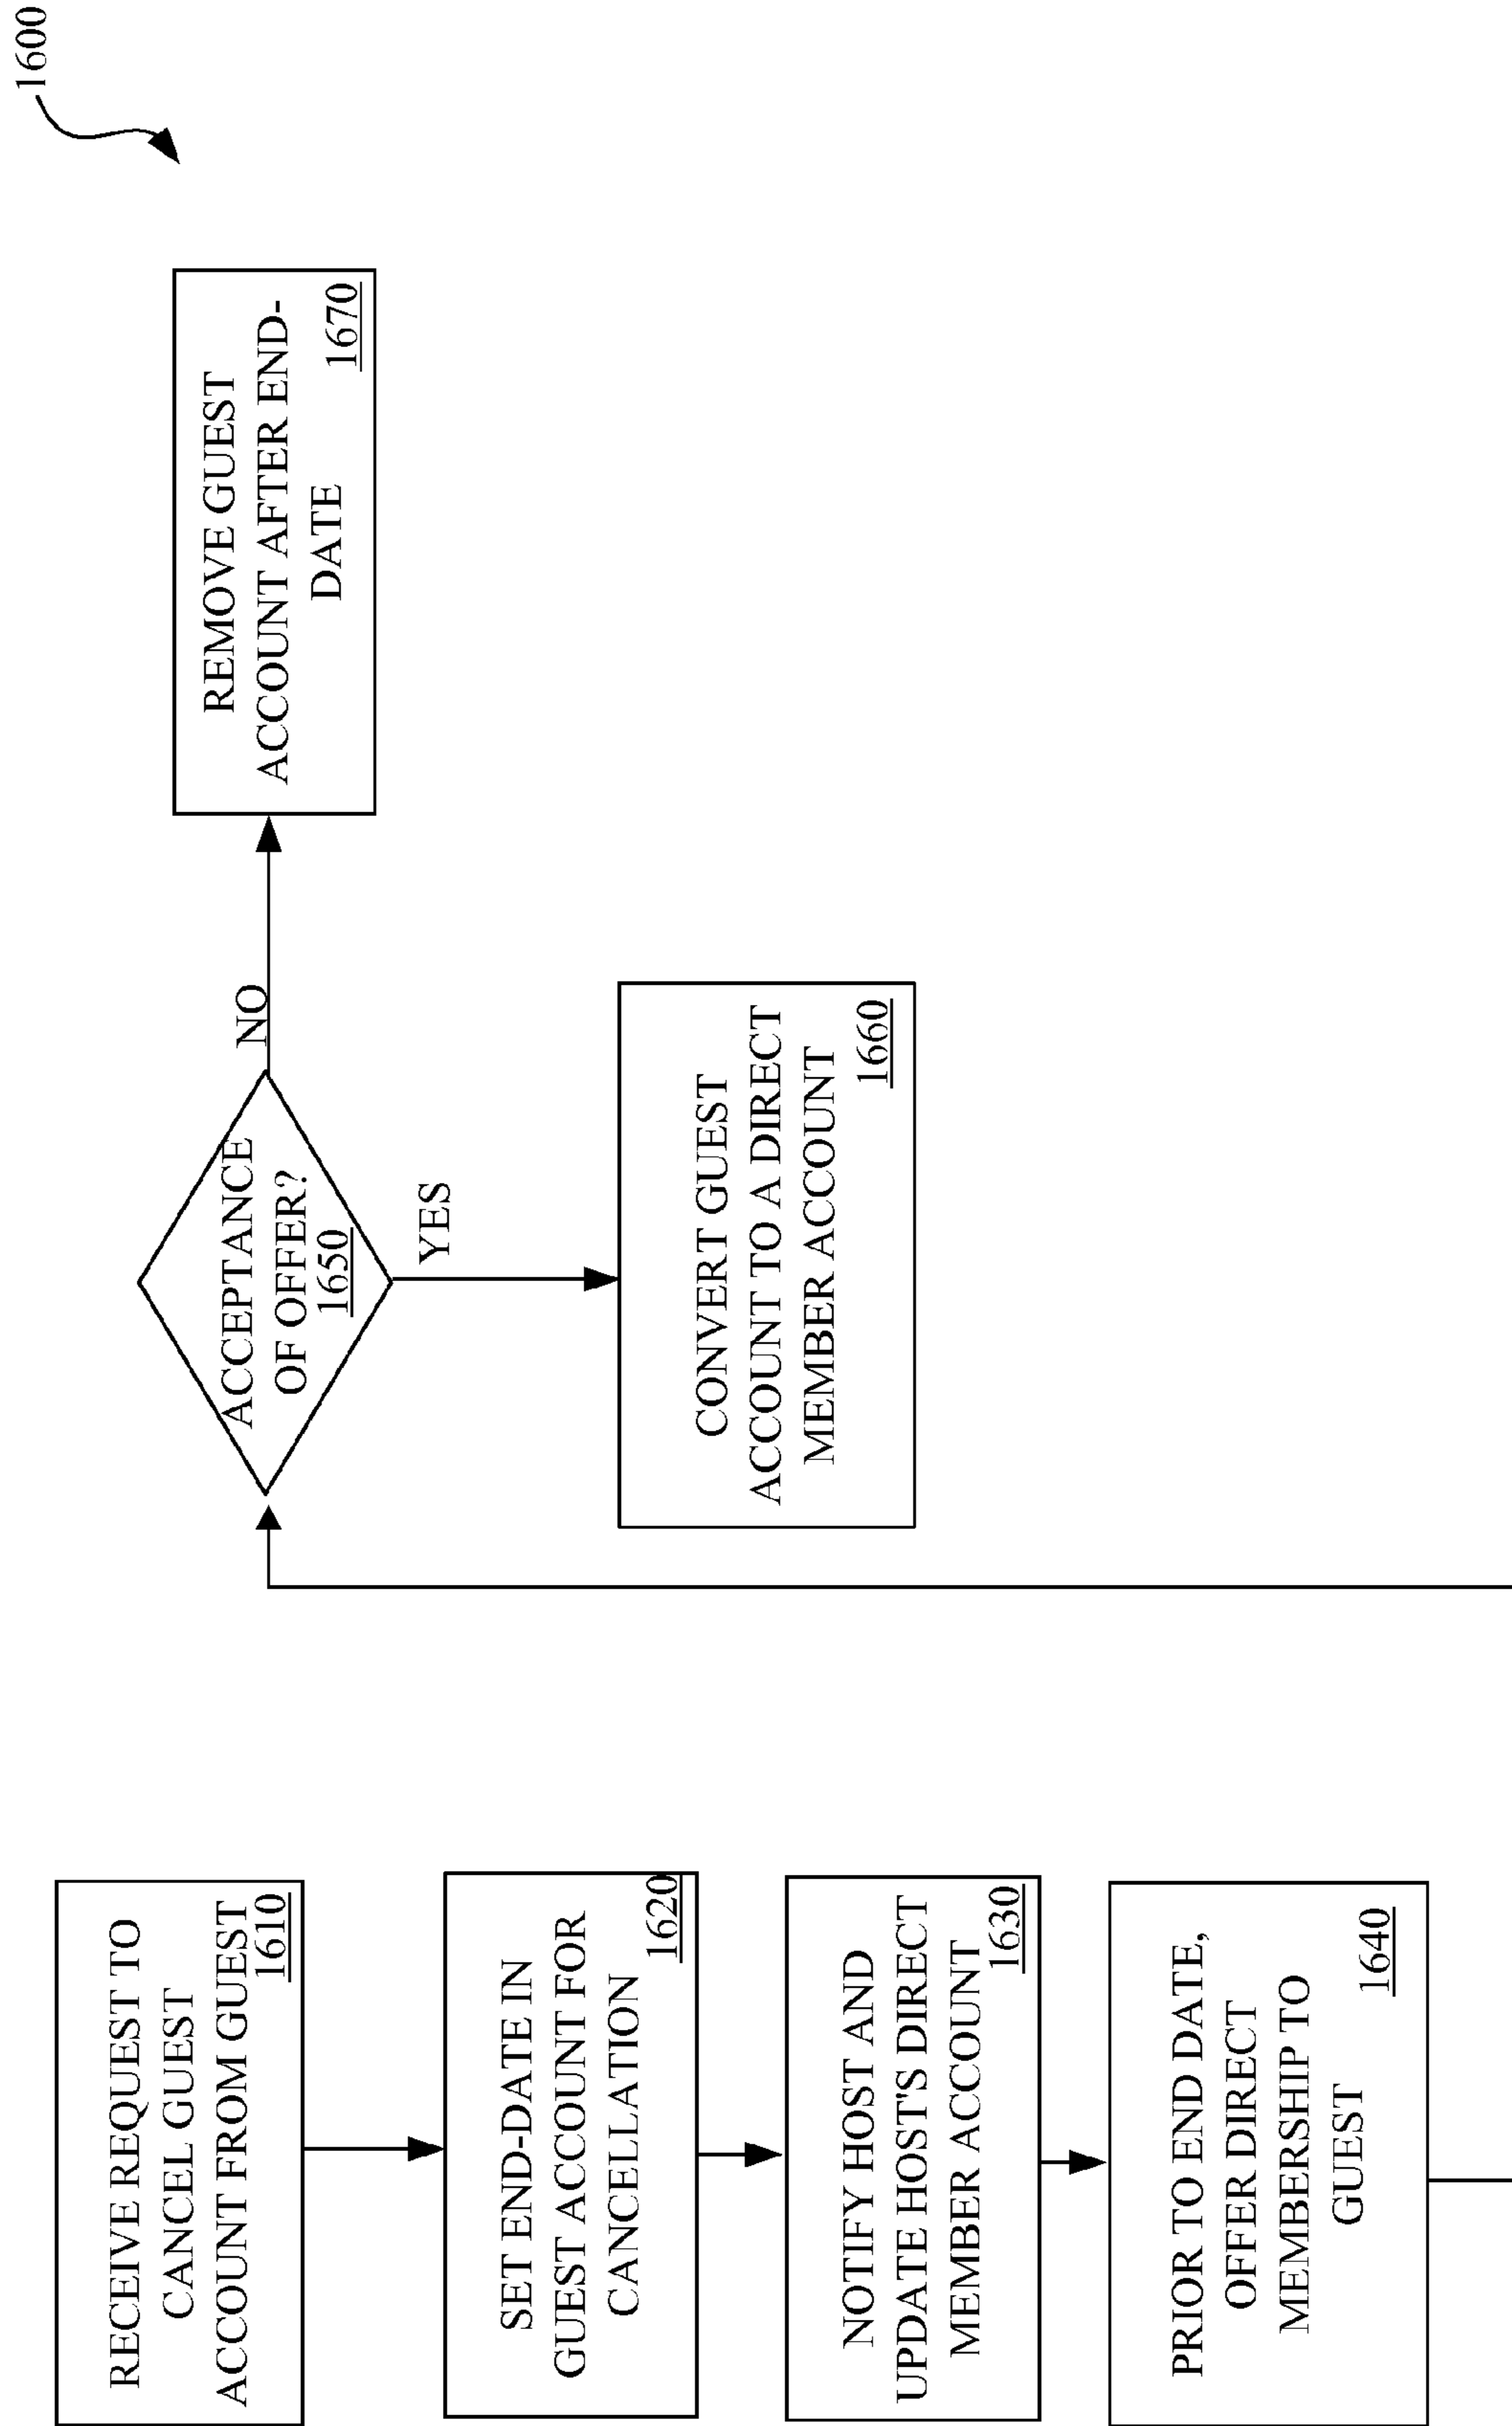 1600
RECEIVE REQUEST TO
CANCEL GUEST
ACCOUNT FROM GUEST
1610
SET END-DATE IN
GUEST ACCOUNT FOR
CANCELLATION
1620
NOTIFY HOST AND
UPDATE HOST'S DIRECT
MEMBER ACCOUNT
1630
PRIOR TO END DATE,
OFFER DIRECT
MEMBERSHIP TO
GUEST
1640
ACCEPTANCE
OF OFFER?
1650
NO
YES
CONVERT GUEST
ACCOUNT TO A DIRECT
MEMBER ACCOUNT
1660
REMOVE GUEST
ACCOUNT AFTER END-
DATE
1670